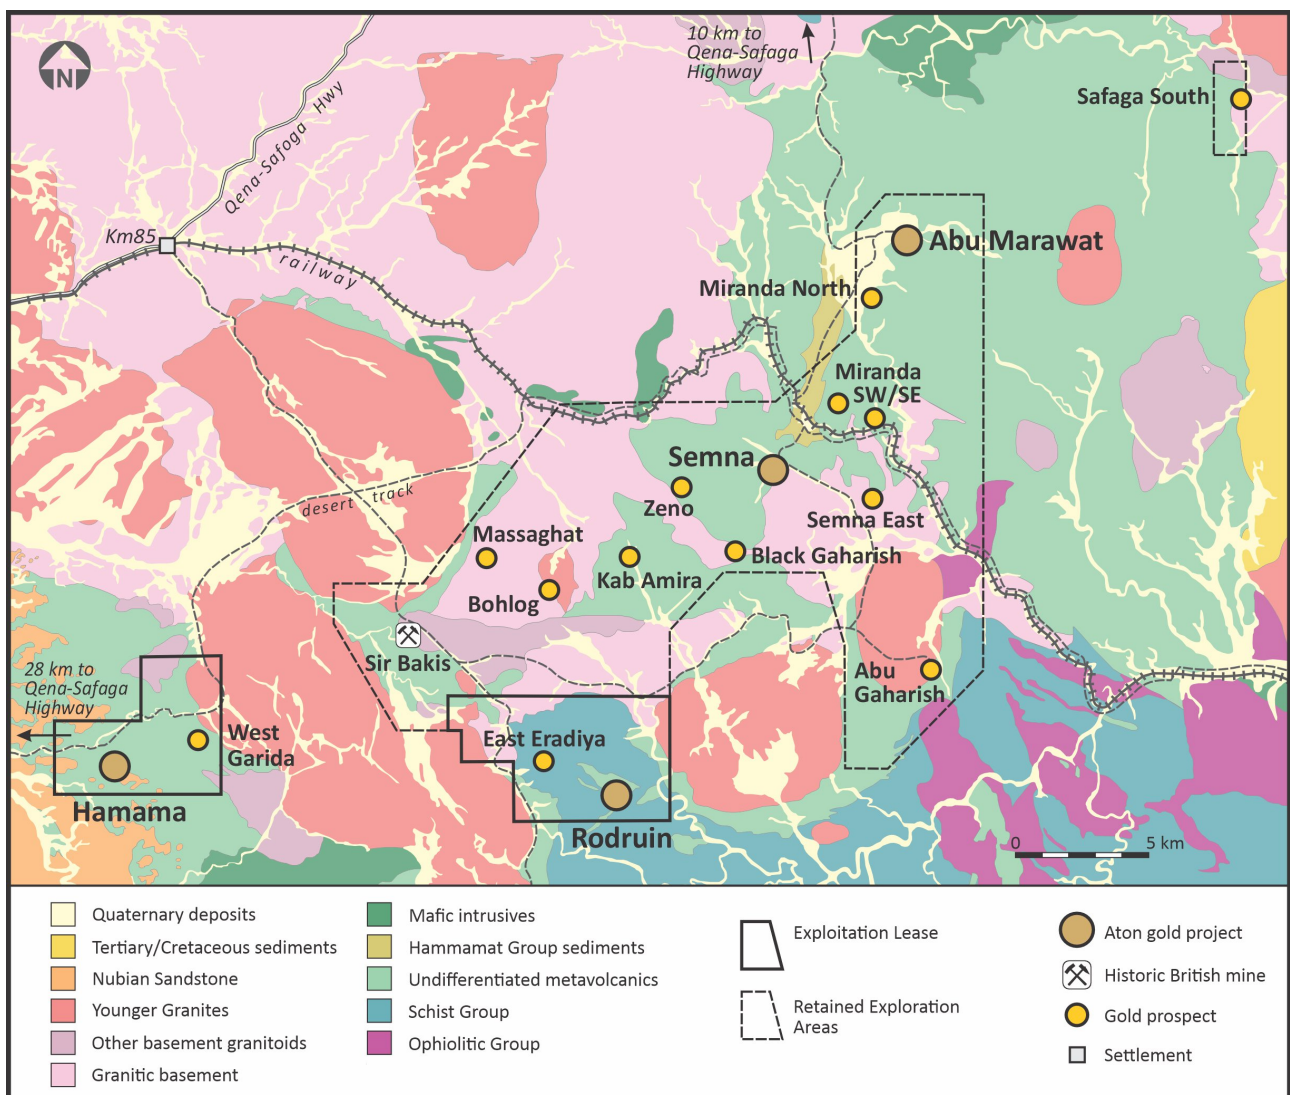 N
10 km to
Qena-Safaga
Highway
Safaga South
Qena-Safoga Hwy
Km85
railway
Abu Marawat
Miranda North
Miranda
SW/SE
Semna
Zeno
desert track
Semna East
Massaghat
Black Gaharish
Kab Amira
Bohlog
Sir Bakis
28 km to
Qena-Safaga
Highway
Abu
Gaharish
West
Garida
East Eradiya
Hamama
Rodruin
0 5 km
Quaternary deposits
Tertiary/Cretaceous sediments
Nubian Sandstone
Younger Granites
Other basement granitoids
Granitic basement
Mafic intrusives
Hammamat Group sediments
Undifferentiated metavolcanics
Schist Group
Ophiolitic Group
Exploitation Lease
Retained Exploration
Areas
Aton gold project
Historic British mine
Gold prospect
Settlement